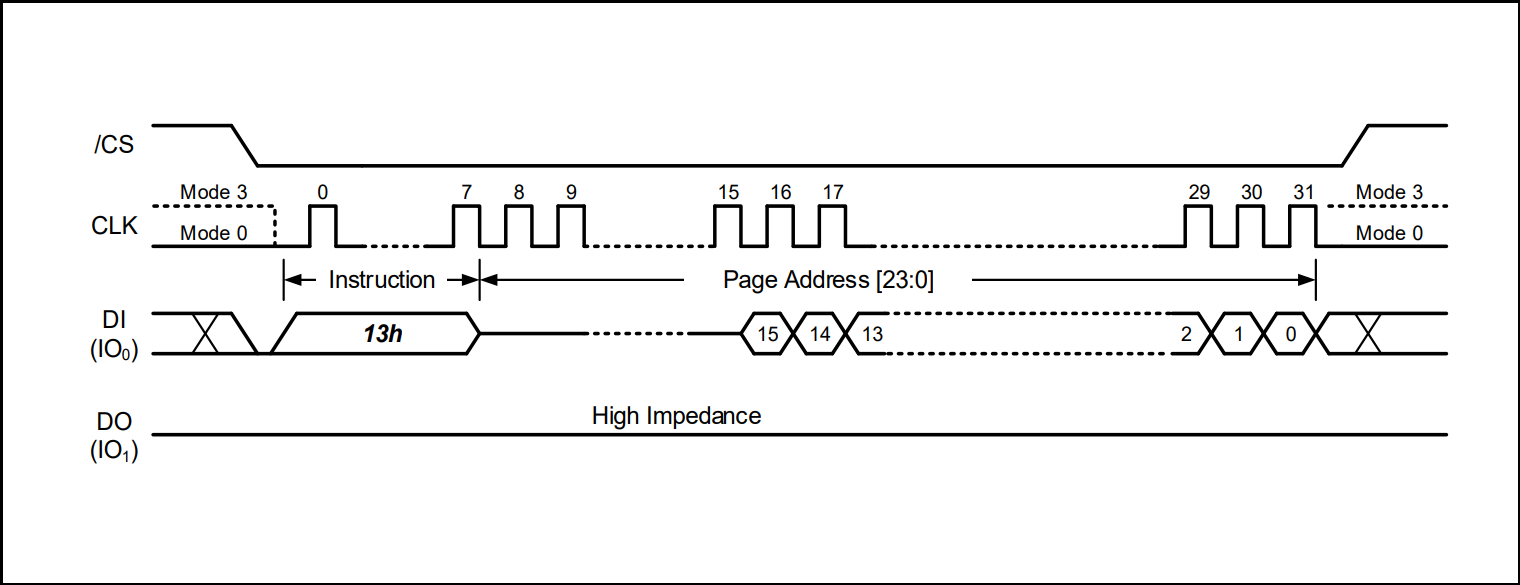 /CS
Mode 3 0 7 8 9 15 16 17 29 30 31 Mode 3
CLK
Mode 0 Mode 0
Instruction Page Address [23:0]
DI
(IO₀)
13h 15 14 13 2 1 0
High Impedance
DO
(IO₁)